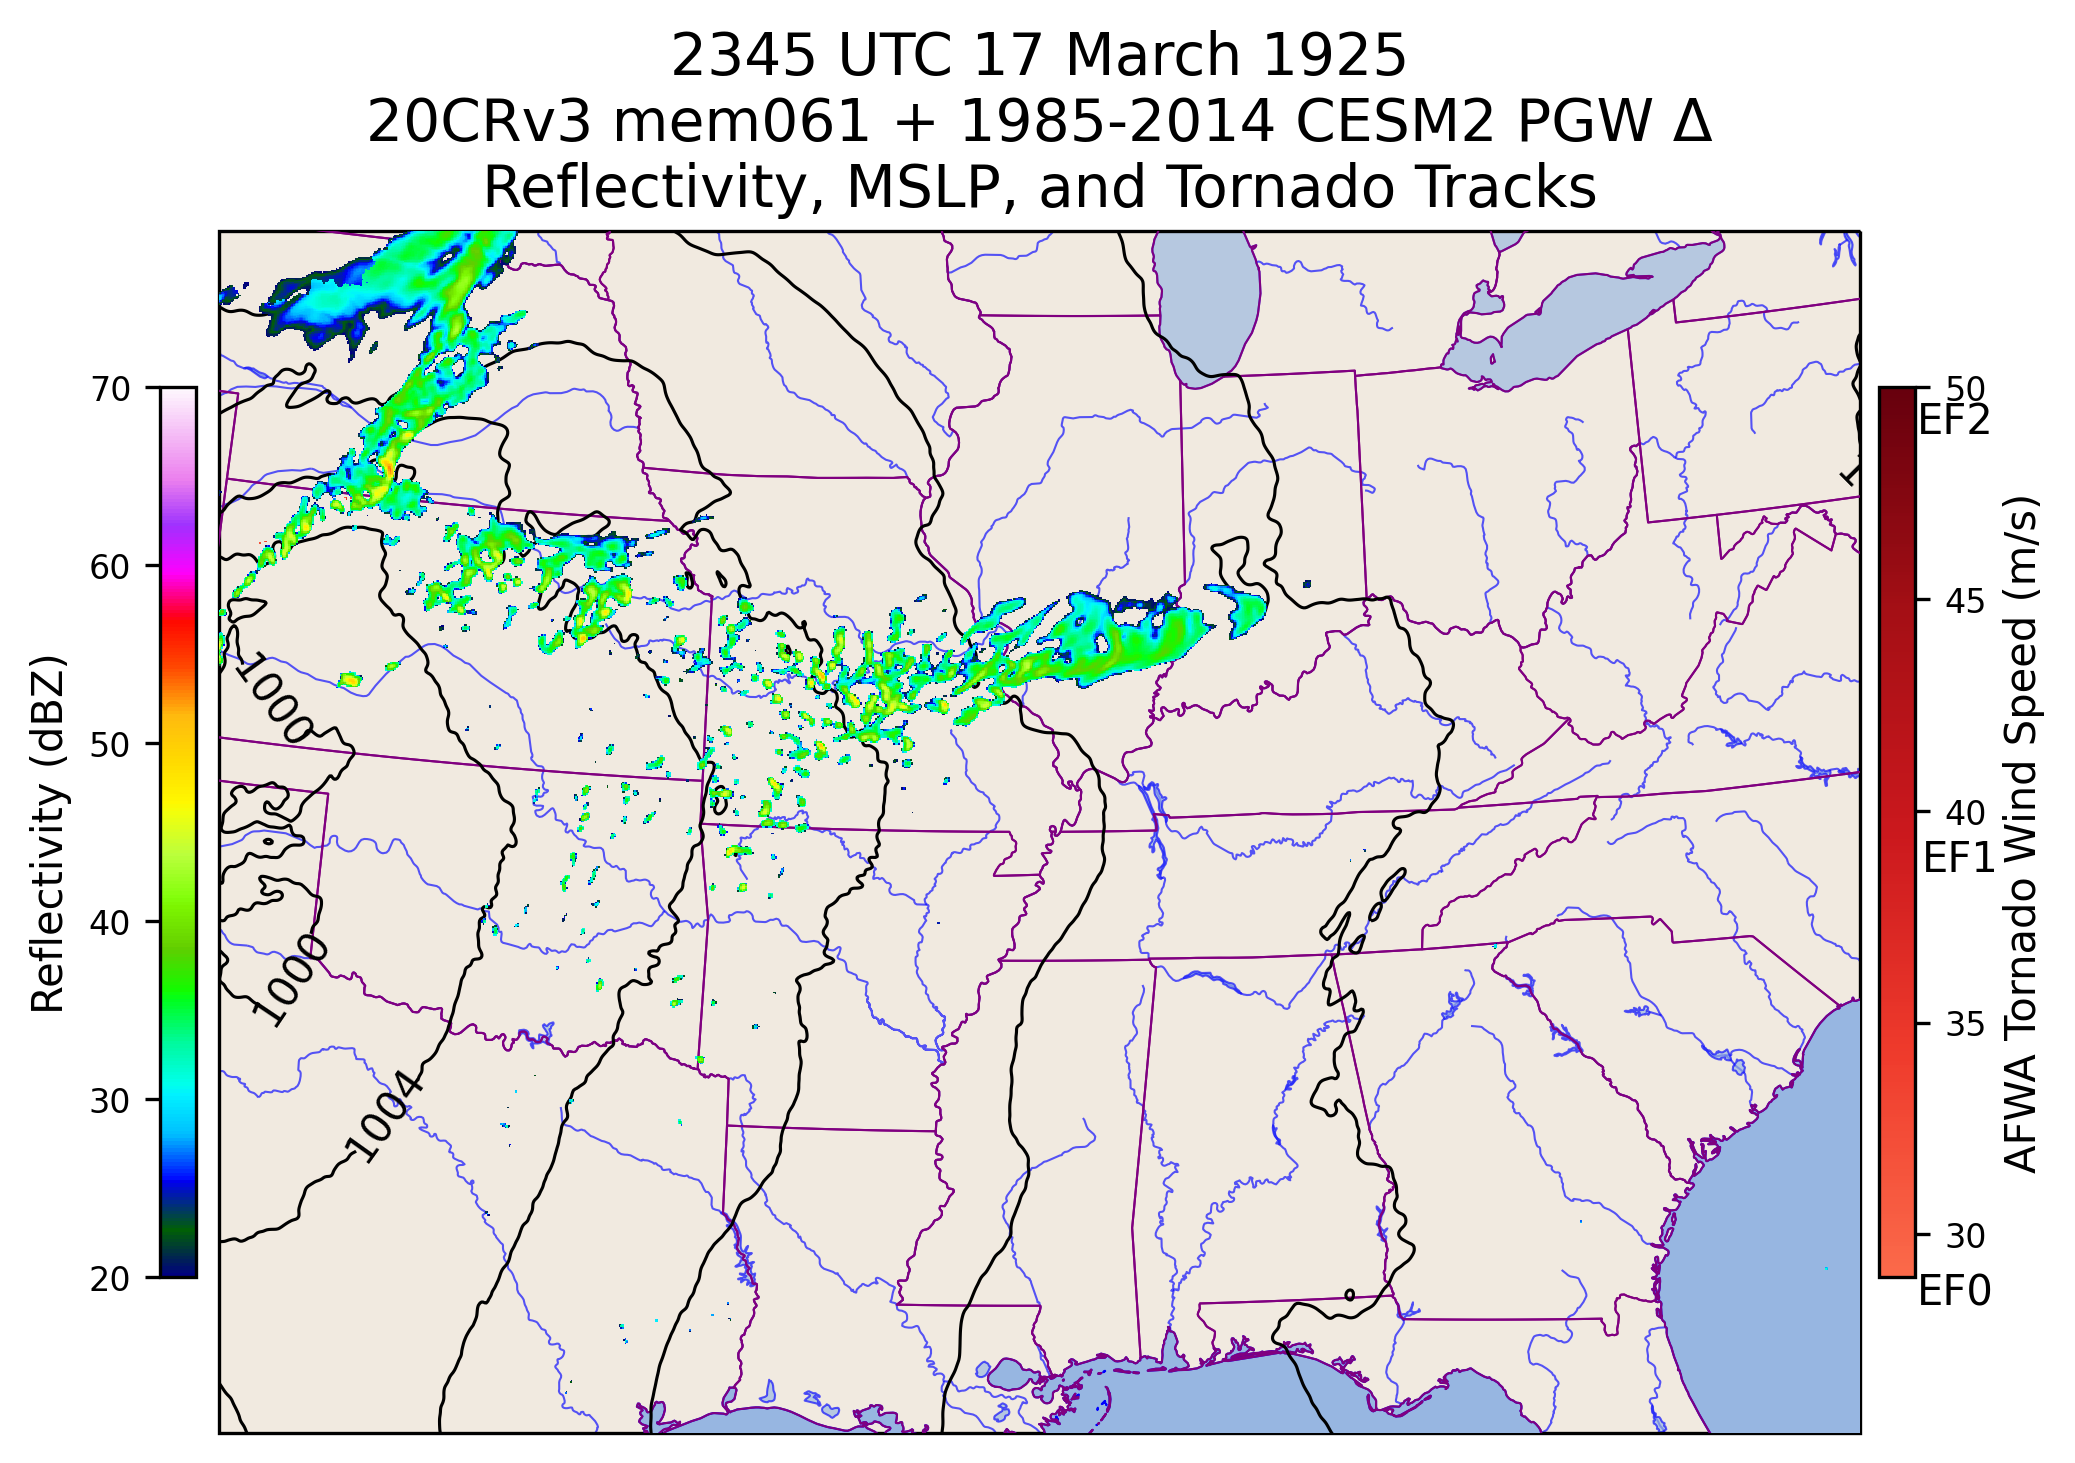 2345 UTC 17 March 1925
20CRv3 mem061 + 1985-2014 CESM2 PGW Δ
Reflectivity, MSLP, and Tornado Tracks
70
60
50
40
30
20
Reflectivity (dBZ)
1000
1000
1004
50
EF2
45
40
EF1
35
30
EF0
AFWA Tornado Wind Speed (m/s)